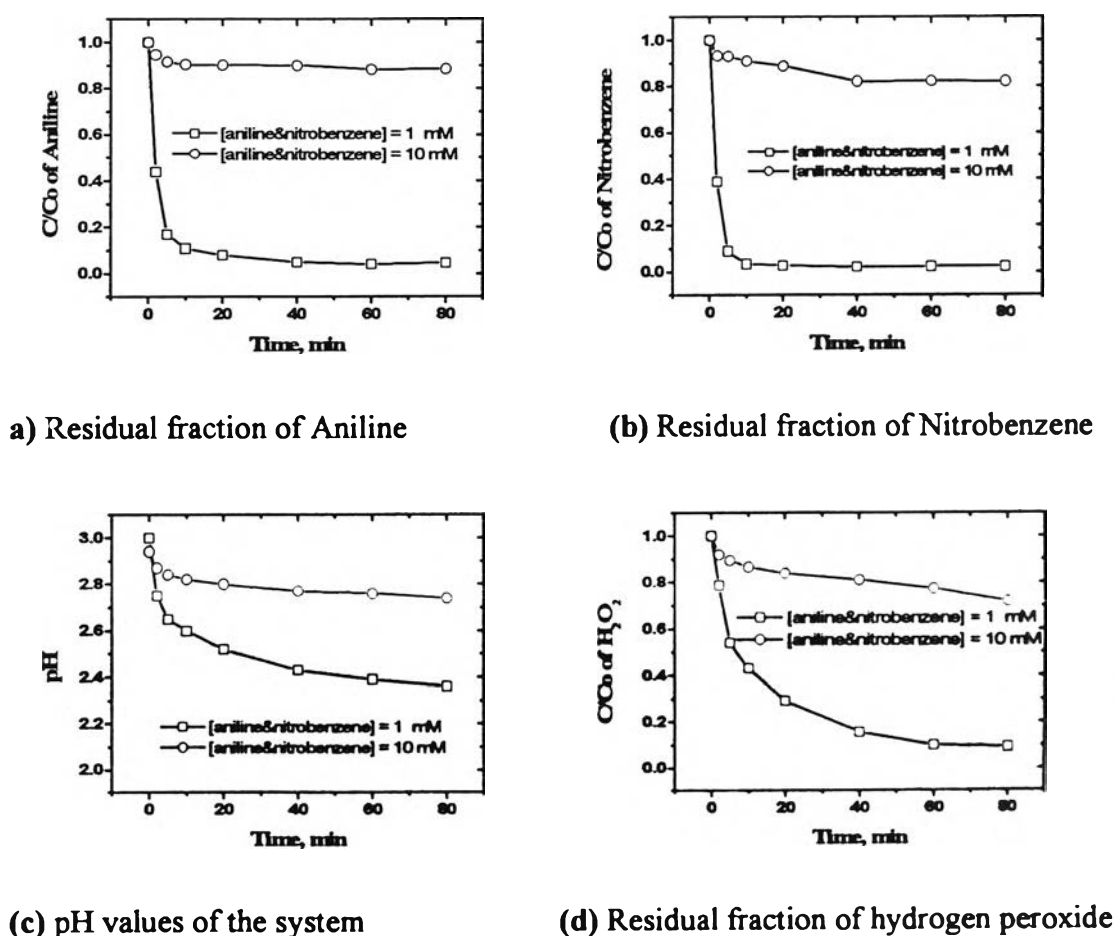 1.0
0.8
0.6
0.4
0.2
0.0
C/Co of Aniline
[aniline&nitrobenzene] = 1 mM
[aniline&nitrobenzene] = 10 mM
0 20 40 60 80
Time, min
a) Residual fraction of Aniline
1.0
0.8
0.6
0.4
0.2
0.0
C/Co of Nitrobenzene
[aniline&nitrobenzene] = 1 mM
[aniline&nitrobenzene] = 10 mM
0 20 40 60 80
Time, min
(b) Residual fraction of Nitrobenzene
3.0
2.8
2.6
2.4
2.2
2.0
pH
[aniline&nitrobenzene] = 1 mM
[aniline&nitrobenzene] = 10 mM
0 20 40 60 80
Time, min
(c) pH values of the system
1.0
0.8
0.6
0.4
0.2
0.0
C/Co of H₂O₂
[aniline&nitrobenzene] = 1 mM
[aniline&nitrobenzene] = 10 mM
0 20 40 60 80
Time, min
(d) Residual fraction of hydrogen peroxide